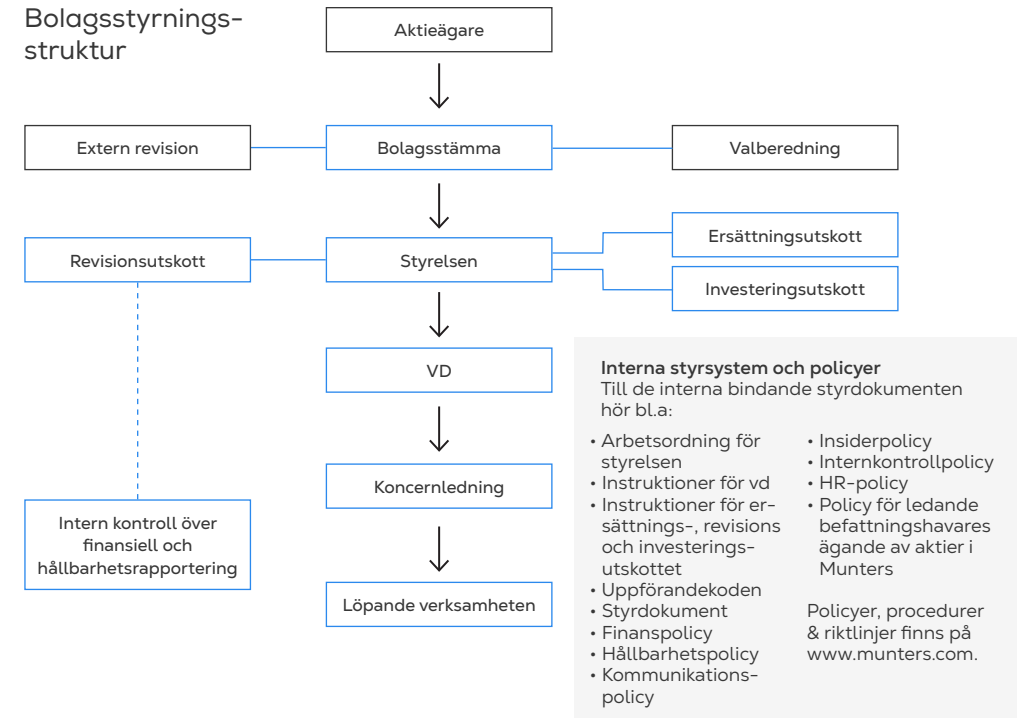 Bolagsstyrnings-
struktur
Aktieägare
Extern revision
Bolagsstämma
Valberedning
Revisionsutskott
Styrelsen
Ersättningsutskott
Investeringsutskott
VD
Koncernledning
Intern kontroll över
finansiell och
hållbarhetsrapportering
Löpande verksamheten
Interna styrsystem och policyer
Till de interna bindande styrdokumenten
hör bl.a:
• Arbetsordning för
styrelsen
• Instruktioner för vd
• Instruktioner för er-
sättnings-, revisions
och investerings-
utskottet
• Uppförandekoden
• Styrdokument
• Finanspolicy
• Hållbarhetspolicy
• Kommunikations-
policy
• Insiderpolicy
• Internkontrollpolicy
• HR-policy
• Policy för ledande
befattningshavares
ägande av aktier i
Munters
Policyer, procedurer
& riktlinjer finns på
www.munters.com.